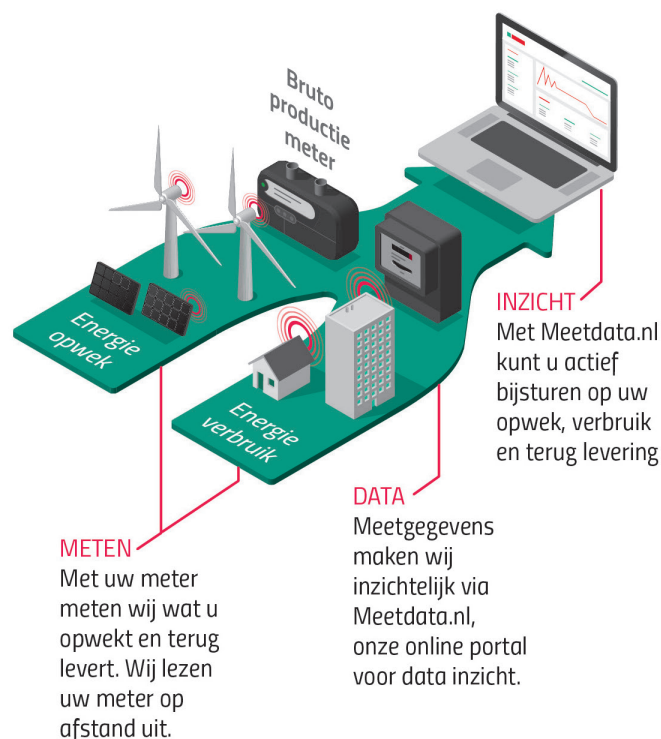 Bruto
productie
meter
Energie
opwek
Energie
verbruik
INZICHT
Met Meetdata.nl
kunt u actief
bijsturen op uw
opwek, verbruik
en terug levering
DATA
Meetgegevens
maken wij
inzichtelijk via
Meetdata.nl,
onze online portal
voor data inzicht.
METEN
Met uw meter
meten wij wat u
opwekt en terug
levert. Wij lezen
uw meter op
afstand uit.